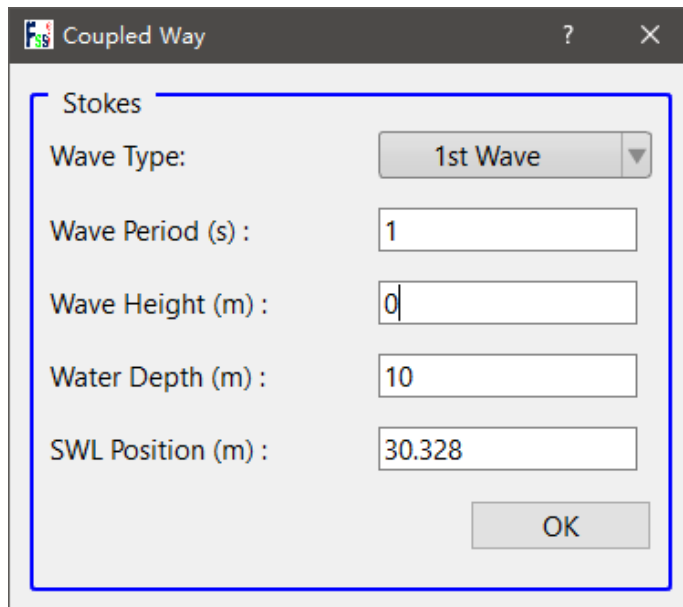 Fss Coupled Way ? ×
Stokes
Wave Type: 1st Wave
Wave Period (s) : 1
Wave Height (m) : 0
Water Depth (m) : 10
SWL Position (m) : 30.328
OK